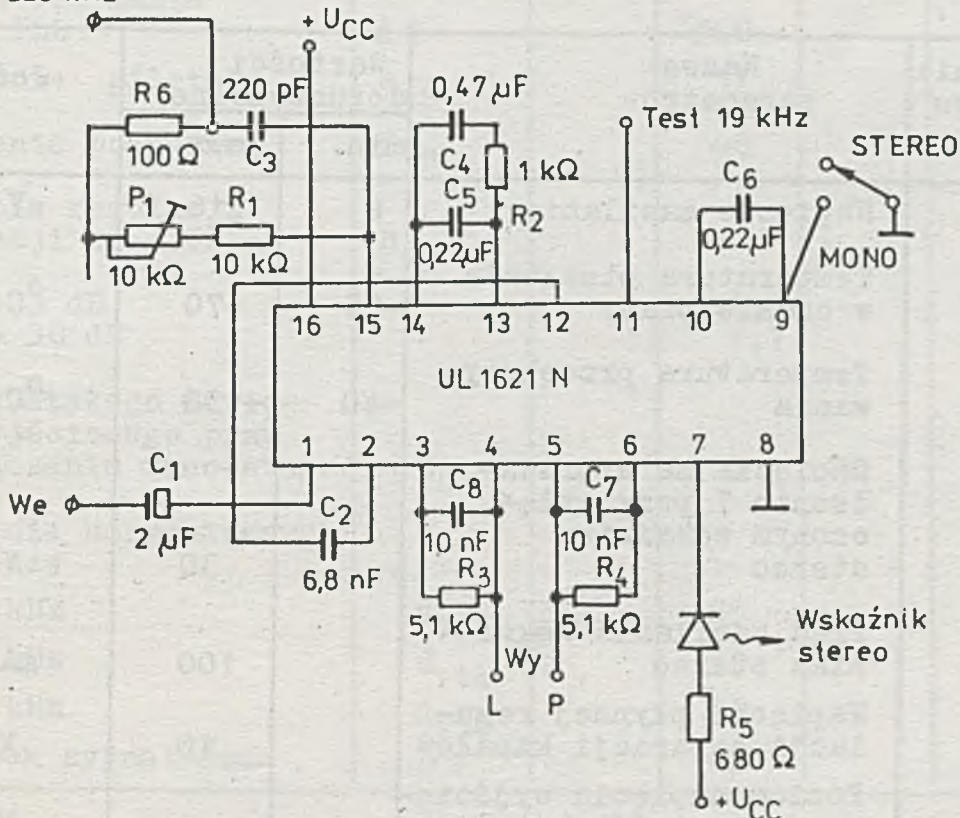 + UCC
R6
220 pF
100 Ω
C3
P1
R1
10 kΩ
10 kΩ
0,47 μF
C4
1 kΩ
C5
R2
0,22μF
Test 19 kHz
C6
0,22μF
STEREO
MONO
16 15 14 13 12 11 10 9
UL 1621 N
1 2 3 4 5 6 7 8
We
C1
2 μF
C2
6,8 nF
C8
10 nF
R3
5,1 kΩ
C7
10 nF
R4
5,1 kΩ
Wy
L P
Wskaźnik
stereo
R5
680 Ω
+UCC